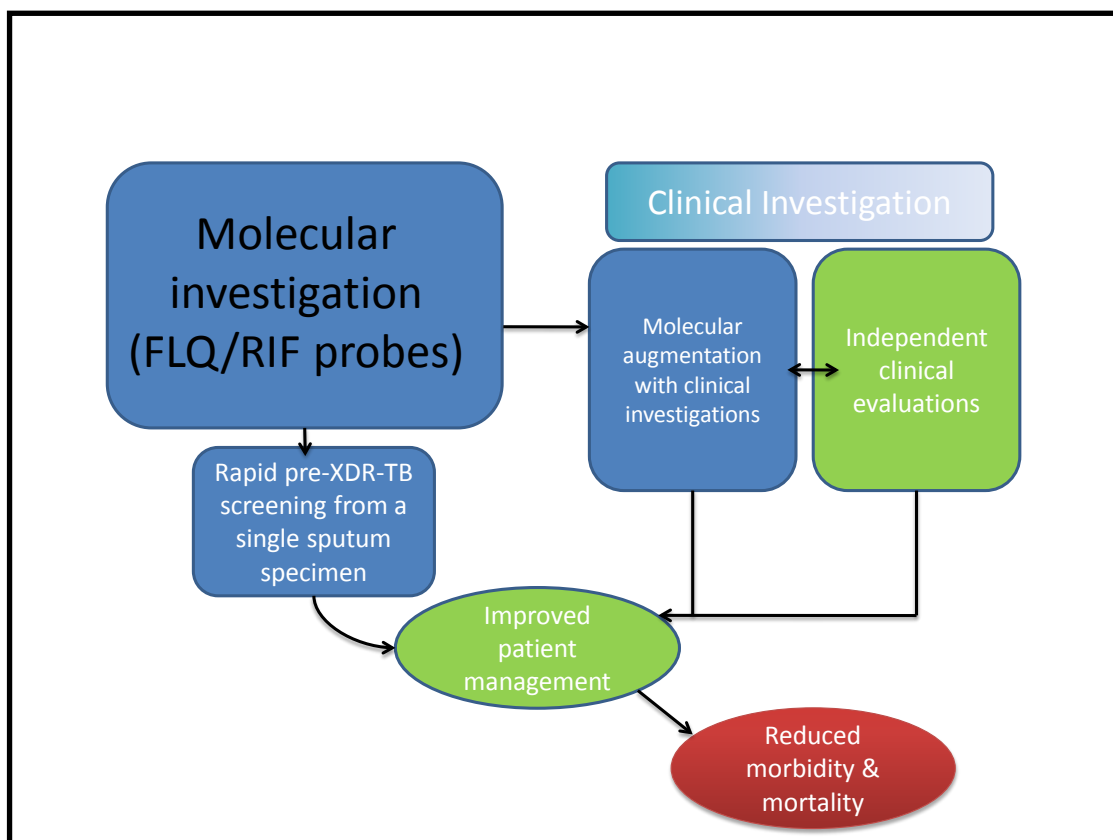 Molecular
investigation
(FLQ/RIF probes)
Clinical Investigation
Molecular
augmentation
with clinical
investigations
Independent
clinical
evaluations
Rapid pre-XDR-TB
screening from a
single sputum
specimen
Improved
patient
management
Reduced
morbidity &
mortality